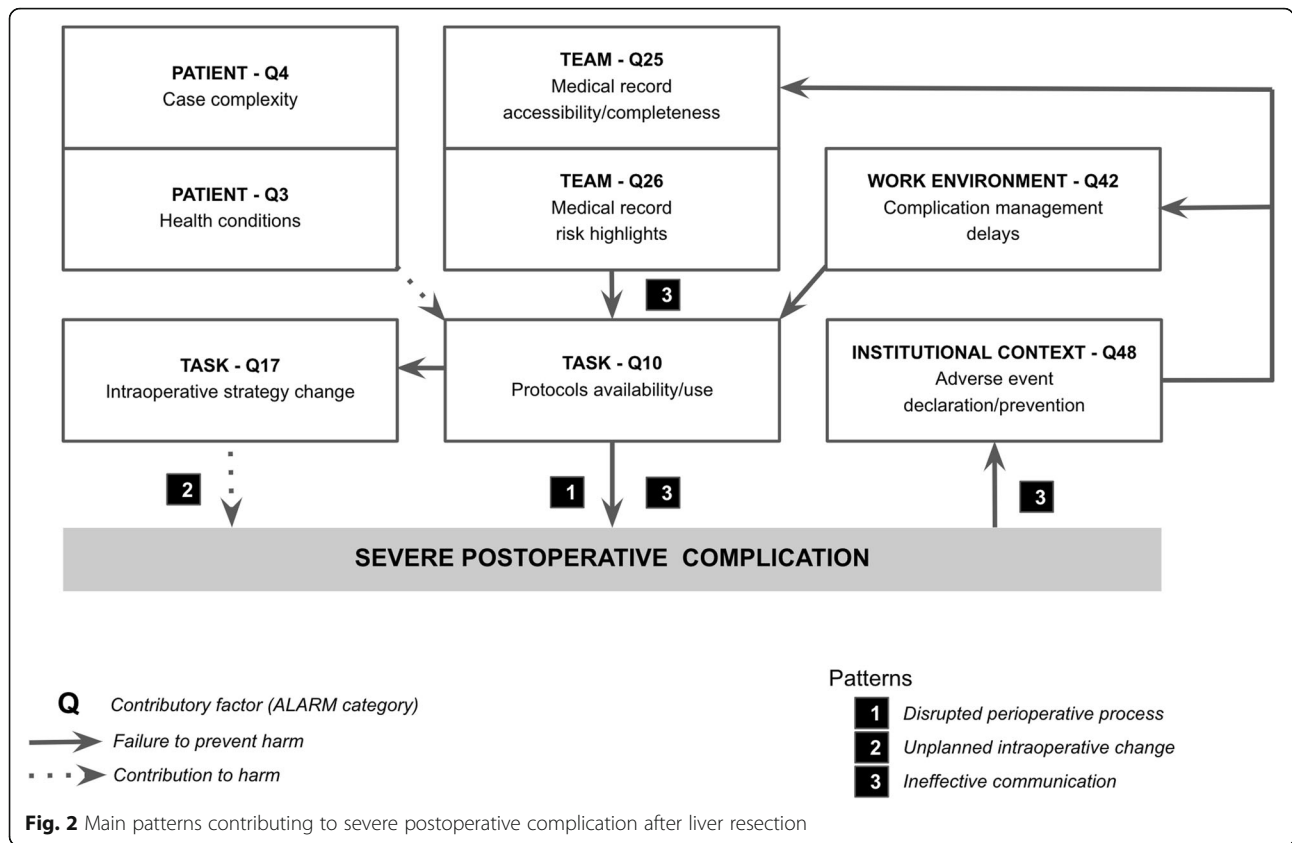 PATIENT - Q4
Case complexity
PATIENT - Q3
Health conditions
TEAM - Q25
Medical record
accessibility/completeness
TEAM - Q26
Medical record
risk highlights
WORK ENVIRONMENT - Q42
Complication management
delays
3
TASK - Q17
Intraoperative strategy change
TASK - Q10
Protocols availability/use
INSTITUTIONAL CONTEXT - Q48
Adverse event
declaration/prevention
2
1
3
3
SEVERE POSTOPERATIVE COMPLICATION
Q Contributory factor (ALARM category)
Failure to prevent harm
Contribution to harm
Patterns
1 Disrupted perioperative process
2 Unplanned intraoperative change
3 Ineffective communication
Fig. 2 Main patterns contributing to severe postoperative complication after liver resection